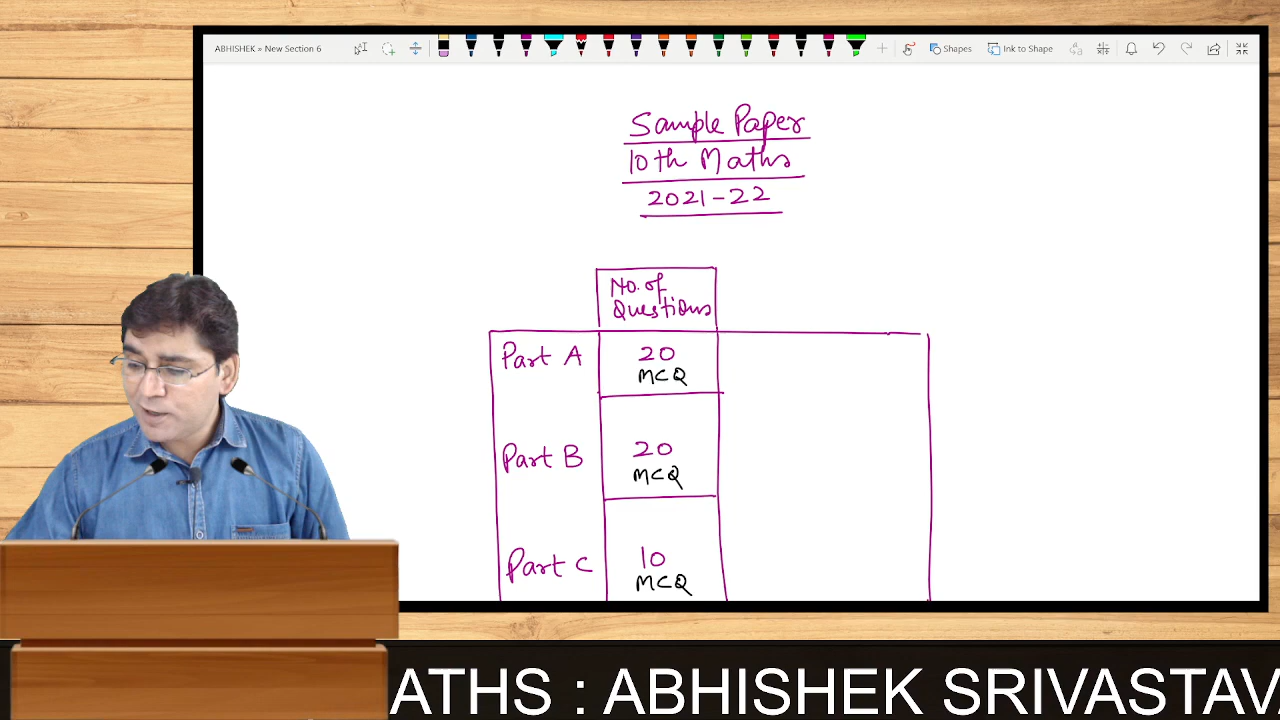 ABHISHEK » New Section 6
Shapes
Ink to Shape
Sample Paper
10th Maths
2021-22
No. of
Questions
Part A
20
MCQ
Part B
20
MCQ
Part C
10
MCQ
ATHS : ABHISHEK SRIVASTAV